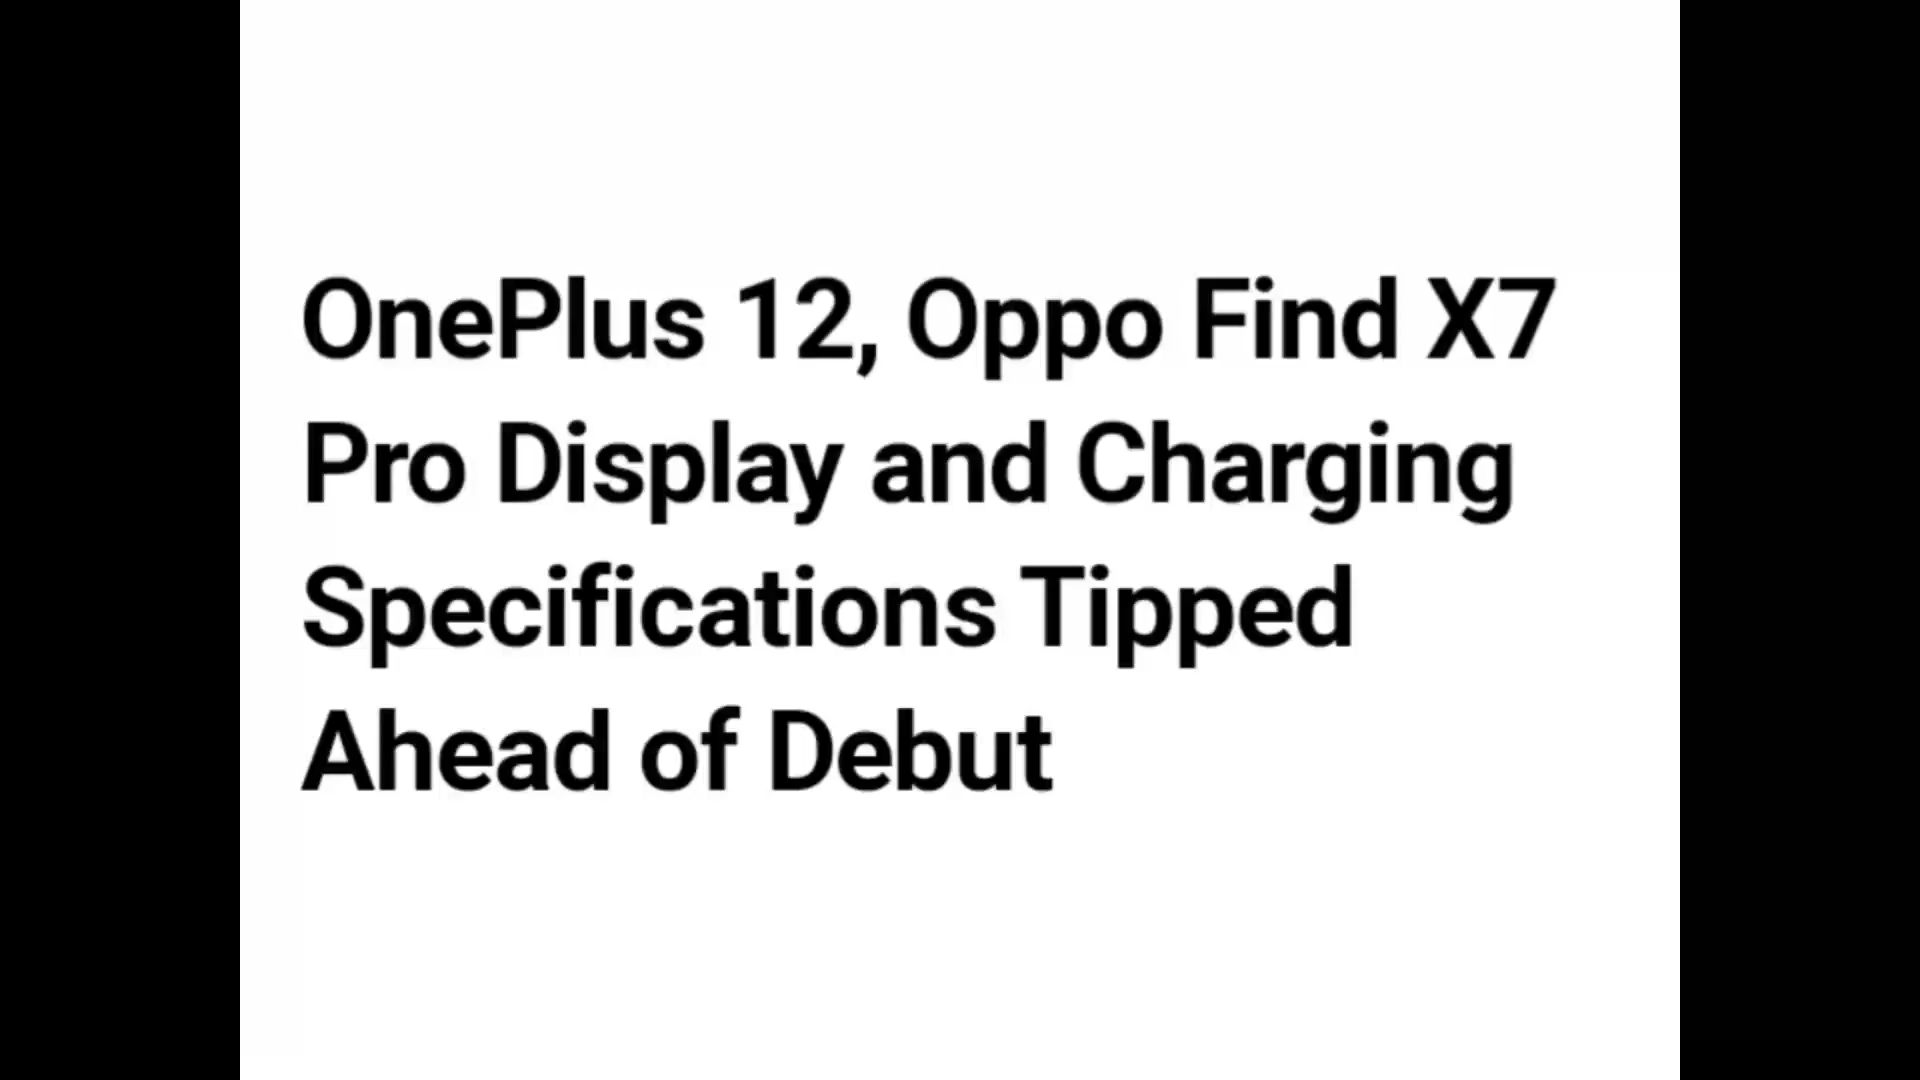 OnePlus 12, Oppo Find X7
Pro Display and Charging
Specifications Tipped
Ahead of Debut